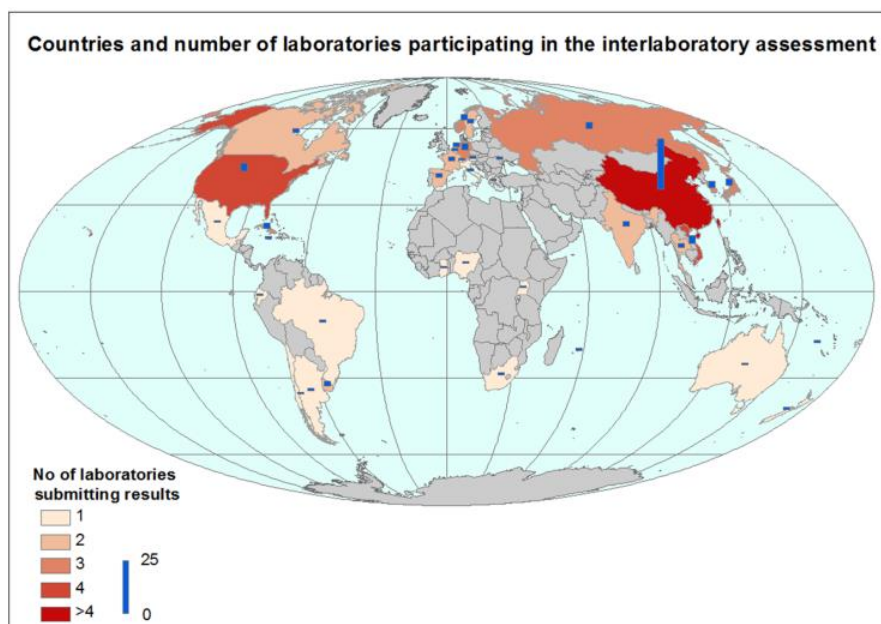 Countries and number of laboratories participating in the interlaboratory assessment
No of laboratories
submitting results
1
2
3
4
>4
25
0